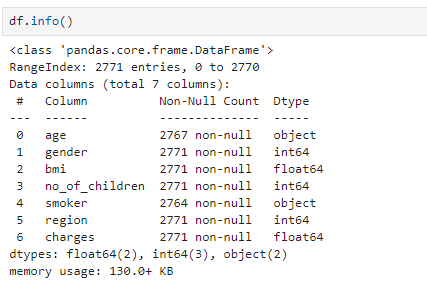 df.info()
<class 'pandas.core.frame.DataFrame'>
RangeIndex: 2771 entries, 0 to 2770
Data columns (total 7 columns):
 #   Column          Non-Null Count  Dtype
---  ------          --------------  -----
 0   age             2767 non-null   object
 1   gender          2771 non-null   int64
 2   bmi             2771 non-null   float64
 3   no_of_children  2771 non-null   int64
 4   smoker          2764 non-null   object
 5   region          2771 non-null   int64
 6   charges         2771 non-null   float64
dtypes: float64(2), int64(3), object(2)
memory usage: 130.0+ KB